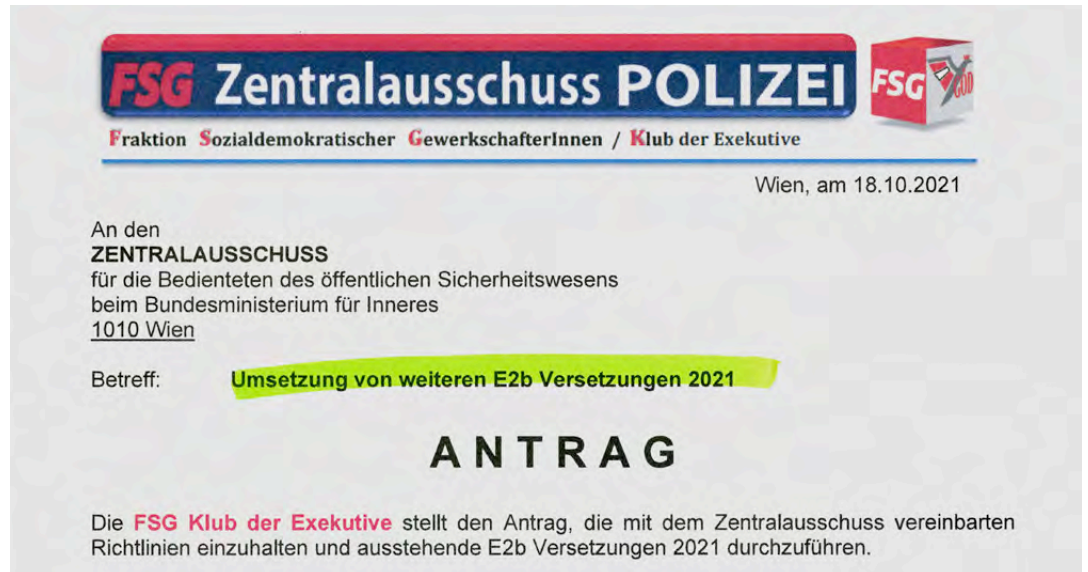 FSG Zentralausschuss POLIZEI
FSG GÖD
Fraktion Sozialdemokratischer GewerkschafterInnen / Klub der Exekutive
Wien, am 18.10.2021
An den
ZENTRALAUSSCHUSS
für die Bediensteten des öffentlichen Sicherheitswesens
beim Bundesministerium für Inneres
1010 Wien
Betreff: Umsetzung von weiteren E2b Versetzungen 2021
ANTRAG
Die FSG Klub der Exekutive stellt den Antrag, die mit dem Zentralausschuss vereinbarten
Richtlinien einzuhalten und ausstehende E2b Versetzungen 2021 durchzuführen.